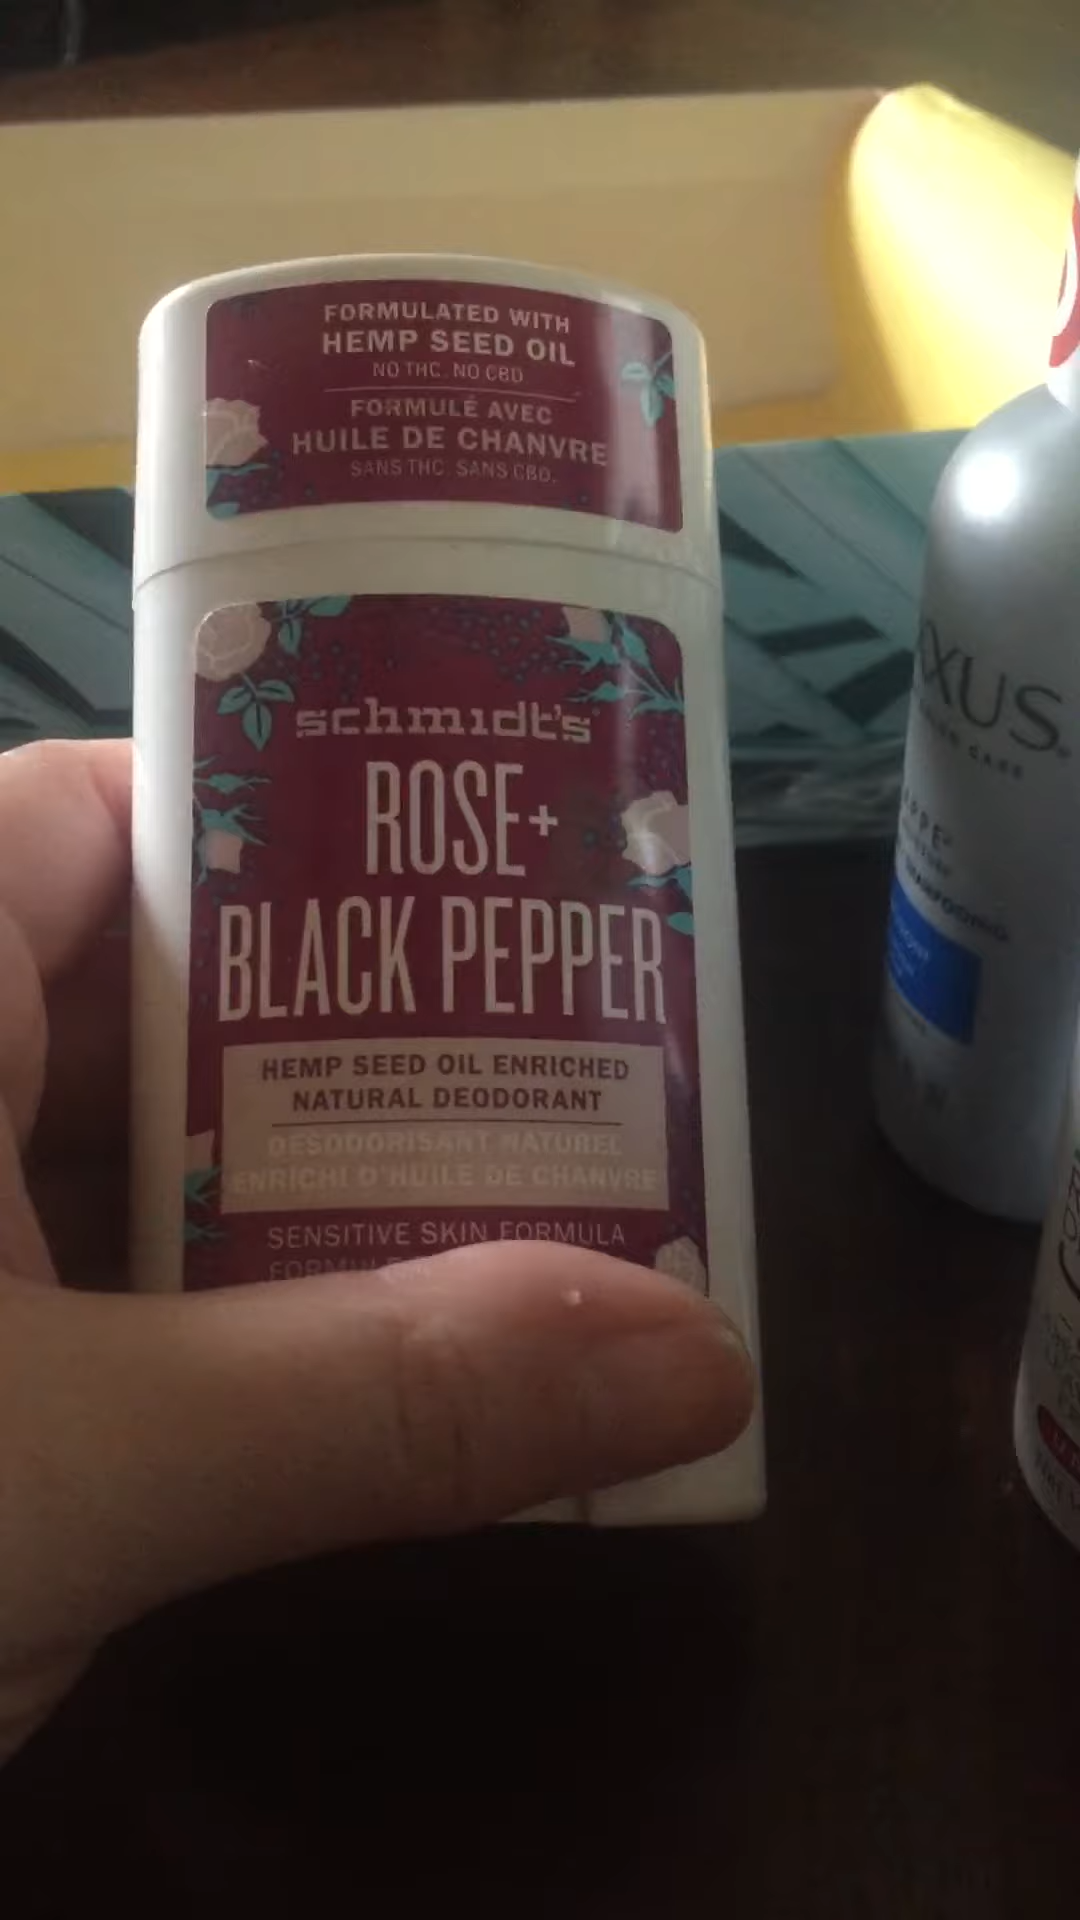 FORMULATED WITH
HEMP SEED OIL
NO THC. NO CBD
FORMULÉ AVEC
HUILE DE CHANVRE
SANS THC. SANS CBD.
schmidt's
ROSE+
BLACK PEPPER
HEMP SEED OIL ENRICHED
NATURAL DEODORANT
DÉSODORISANT NATUREL
ENRICHI D'HUILE DE CHANVRE
SENSITIVE SKIN FORMULA
XUS
CARE